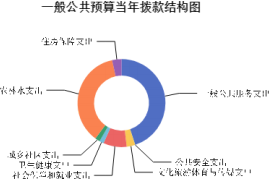 一般公共预算当年拨款结构图
住房保障支出
一般公共服务支出
农林水支出
城乡社区支出
卫生健康支出
社会保障和就业支出
公共安全支出
文化旅游体育与传媒支出